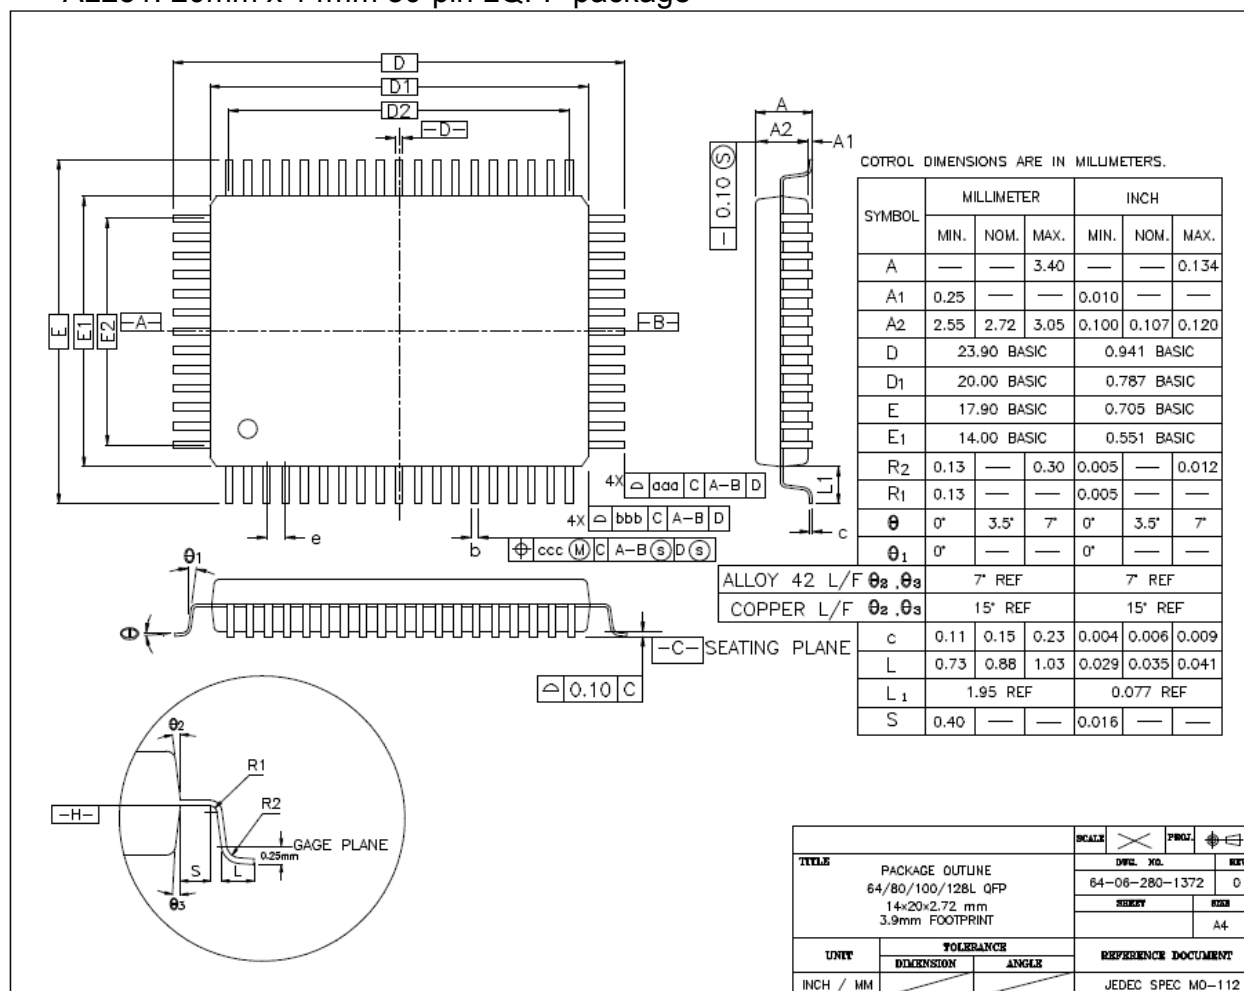 D
D1
D2
-D-
E
E1
E2
-A-
-B-
e
b
4X aaa C A-B D
4X bbb C A-B D
ccc M C A-B S D S
A
A2
A1
0.10 S
L1
c
COTROL DIMENSIONS ARE IN MILLIMETERS.
SYMBOL MILLIMETER INCH
MIN. NOM. MAX. MIN. NOM. MAX.
A — — 3.40 — — 0.134
A1 0.25 — — 0.010 — —
A2 2.55 2.72 3.05 0.100 0.107 0.120
D 23.90 BASIC 0.941 BASIC
D1 20.00 BASIC 0.787 BASIC
E 17.90 BASIC 0.705 BASIC
E1 14.00 BASIC 0.551 BASIC
R2 0.13 — 0.30 0.005 — 0.012
R1 0.13 — — 0.005 — —
θ 0° 3.5° 7° 0° 3.5° 7°
θ1 0° — — 0° — —
ALLOY 42 L/F θ2,θ3 7° REF 7° REF
COPPER L/F θ2,θ3 15° REF 15° REF
c 0.11 0.15 0.23 0.004 0.006 0.009
L 0.73 0.88 1.03 0.029 0.035 0.041
L1 1.95 REF 0.077 REF
S 0.40 — — 0.016 — —
θ1
θ
-C- SEATING PLANE
0.10 C
θ2
R1
R2
-H-
GAGE PLANE
0.25mm
S
L
θ3
SCALE PROJ.
TITLE
PACKAGE OUTLINE
64/80/100/128L QFP
14x20x2.72 mm
3.9mm FOOTPRINT
DWG. NO.
64-06-280-1372 0
SHEET SIZE
A4
UNIT TOLERANCE
DIMENSION ANGLE
REFERENCE DOCUMENT
INCH / MM
JEDEC SPEC MO-112